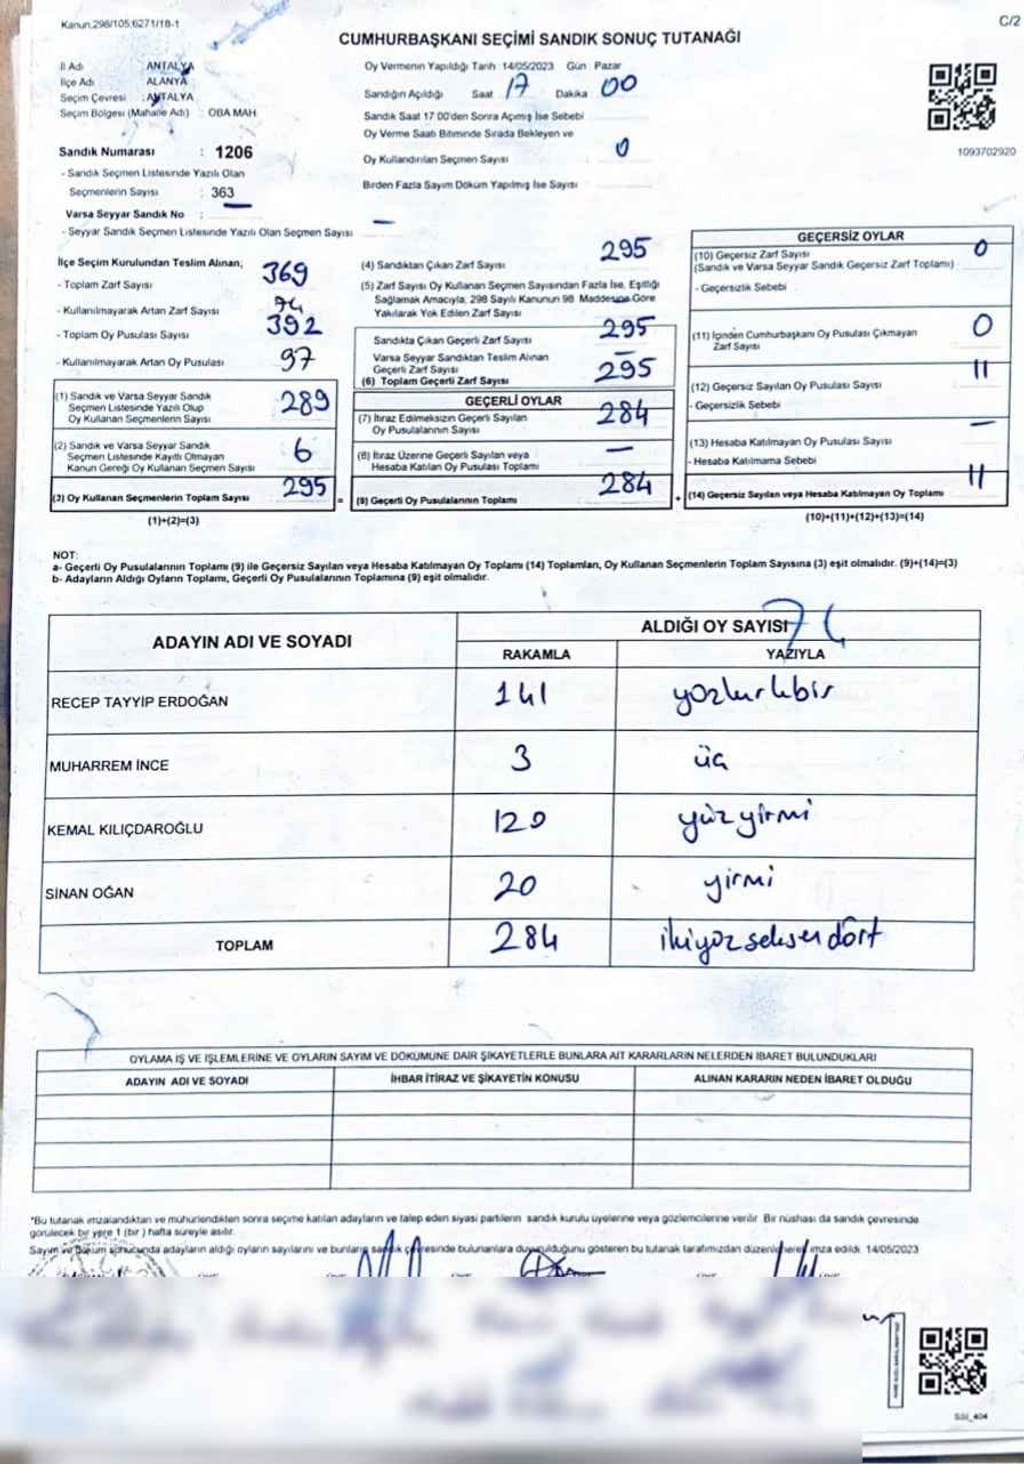 Kanun.298/105;6271/18-1
C/2
CUMHURBAŞKANI SEÇİMİ SANDIK SONUÇ TUTANAĞI
İl Adı : ANTALYA
İlçe Adı : ALANYA
Seçim Çevresi : ANTALYA
Seçim Bölgesi (Mahalle Adı) : OBA MAH
Sandık Numarası : 1206
- Sandık Seçmen Listesinde Yazılı Olan
Seçmenlerin Sayısı : 363
Varsa Seyyar Sandık No :
- Seyyar Sandık Seçmen Listesinde Yazılı Olan Seçmen Sayısı —
Oy Vermenin Yapıldığı Tarih : 14/05/2023 Gün : Pazar
Sandığın Açıldığı Saat 17 Dakika 00
Sandık Saat 17 00'den Sonra Açımış İse Sebebi
Oy Verme Saati Bitiminde Sırada Bekleyen ve
Oy Kullandırılan Seçmen Sayısı 0
Birden Fazla Sayım Döküm Yapılmış İse Sayısı
1093702920
İlçe Seçim Kurulundan Teslim Alınan;
- Toplam Zarf Sayısı 369
- Kullanılmayarak Artan Zarf Sayısı 74
- Toplam Oy Pusulası Sayısı 392
- Kullanılmayarak Artan Oy Pusulası 97
(1) Sandık ve Varsa Seyyar Sandık
Seçmen Listesinde Yazılı Olup
Oy Kullanan Seçmenlerin Sayısı 289
(2) Sandık ve Varsa Seyyar Sandık
Seçmen Listesinde Kayıtlı Olmayan
Kanun Gereği Oy Kullanan Seçmen Sayısı 6
(3) Oy Kullanan Seçmenlerin Toplam Sayısı 295 =
(1)+(2)=(3)
(4) Sandıktan Çıkan Zarf Sayısı 295
(5) Zarf Sayısı Oy Kullanan Seçmen Sayısından Fazla İse, Eşitliği
Sağlamak Amacıyla, 298 Sayılı Kanunun 98. Maddesine Göre
Yakılarak Yok Edilen Zarf Sayısı
Sandıkta Çıkan Geçerli Zarf Sayısı 295
Varsa Seyyar Sandıktan Teslim Alınan
Geçerli Zarf Sayısı —
(6) Toplam Geçerli Zarf Sayısı 295
GEÇERLİ OYLAR
(7) İtiraz Edilmeksizin Geçerli Sayılan
Oy Pusulalarının Sayısı 284
(8) İtiraz Üzerine Geçerli Sayılan veya
Hesaba Katılan Oy Pusulası Toplamı —
(9) Geçerli Oy Pusulalarının Toplamı 284 +
GEÇERSİZ OYLAR
(10) Geçersiz Zarf Sayısı 0
(Sandık ve Varsa Seyyar Sandık Geçersiz Zarf Toplamı)
- Geçersizlik Sebebi
(11) İçinden Cumhurbaşkanı Oy Pusulası Çıkmayan
Zarf Sayısı 0
(12) Geçersiz Sayılan Oy Pusulası Sayısı 11
- Geçersizlik Sebebi
(13) Hesaba Katılmayan Oy Pusulası Sayısı —
- Hesaba Katılmama Sebebi
(14) Geçersiz Sayılan veya Hesaba Katılmayan Oy Toplamı 11
(10)+(11)+(12)+(13)=(14)
NOT:
a- Geçerli Oy Pusulalarının Toplamı (9) ile Geçersiz Sayılan veya Hesaba Katılmayan Oy Toplamı (14) Toplamları, Oy Kullanan Seçmenlerin Toplam Sayısına (3) eşit olmalıdır. (9)+(14)=(3)
b- Adayların Aldığı Oyların Toplamı, Geçerli Oy Pusulalarının Toplamına (9) eşit olmalıdır.
ADAYIN ADI VE SOYADI
ALDIĞI OY SAYISI
RAKAMLA YAZIYLA
RECEP TAYYİP ERDOĞAN 141 yözkırkbir
MUHARREM İNCE 3 üç
KEMAL KILIÇDAROĞLU 120 yüzyirmi
SİNAN OĞAN 20 yirmi
TOPLAM 284 ikiyözseksendört
OYLAMA İŞ VE İŞLEMLERİNE VE OYLARIN SAYIM VE DÖKÜMÜNE DAİR ŞİKAYETLERLE BUNLARA AİT KARARLARIN NELERDEN İBARET BULUNDUKLARI
ADAYIN ADI VE SOYADI İHBAR İTİRAZ VE ŞİKAYETİN KONUSU ALINAN KARARIN NEDEN İBARET OLDUĞU
*Bu tutanak imzalandıktan ve mühürlendikten sonra seçime katılan adayların ve talep eden siyasi partilerin sandık kurulu üyelerine veya gözlemcilerine verilir. Bir nüshası da sandık çevresinde
görülecek bir yere 1 (bir ) hafta süreyle asılır.
Sayım ve döküm sonucunda adayların aldığı oyların sayılarını ve bunların sandık çevresinde bulunanlara duyurulduğunu gösteren bu tutanak tarafımızdan düzenlenerek imza edildi. 14/05/2023